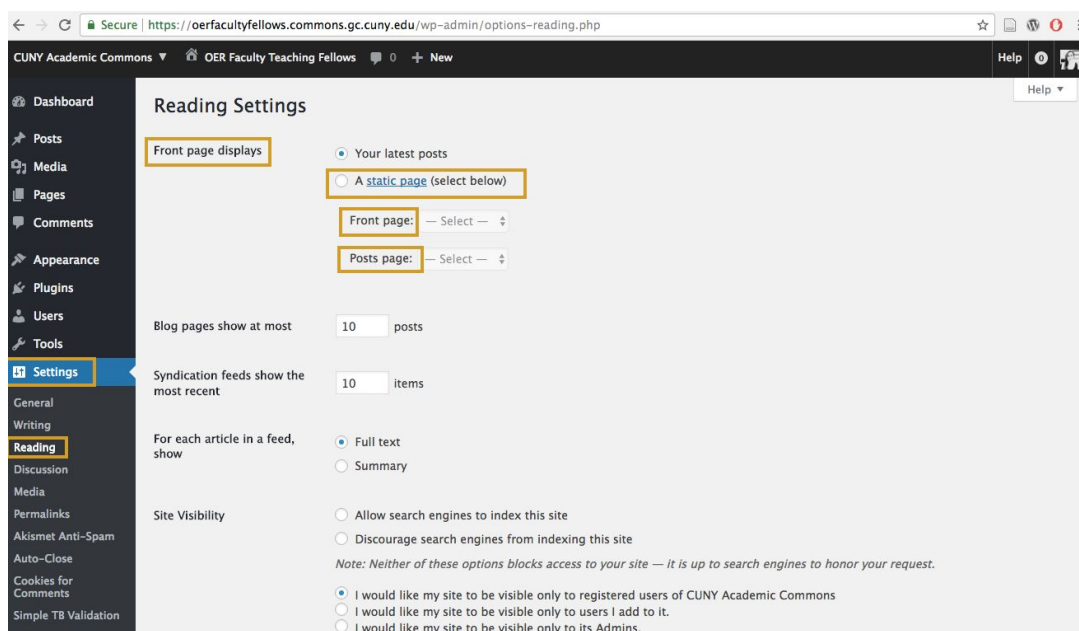 Secure | https://oerfacultyfellows.commons.gc.cuny.edu/wp-admin/options-reading.php
CUNY Academic Commons ▼ OER Faculty Teaching Fellows 0 + New Help 0
Help ▼
Dashboard
Posts
Media
Pages
Comments
Appearance
Plugins
Users
Tools
Settings
General
Writing
Reading
Discussion
Media
Permalinks
Akismet Anti-Spam
Auto-Close
Cookies for
Comments
Simple TB Validation
Reading Settings
Front page displays
Your latest posts
A static page (select below)
Front page: — Select —
Posts page: — Select —
Blog pages show at most 10 posts
Syndication feeds show the
most recent
10 items
For each article in a feed,
show
Full text
Summary
Site Visibility
Allow search engines to index this site
Discourage search engines from indexing this site
Note: Neither of these options blocks access to your site — it is up to search engines to honor your request.
I would like my site to be visible only to registered users of CUNY Academic Commons
I would like my site to be visible only to users I add to it.
I would like my site to be visible only to its Admins.